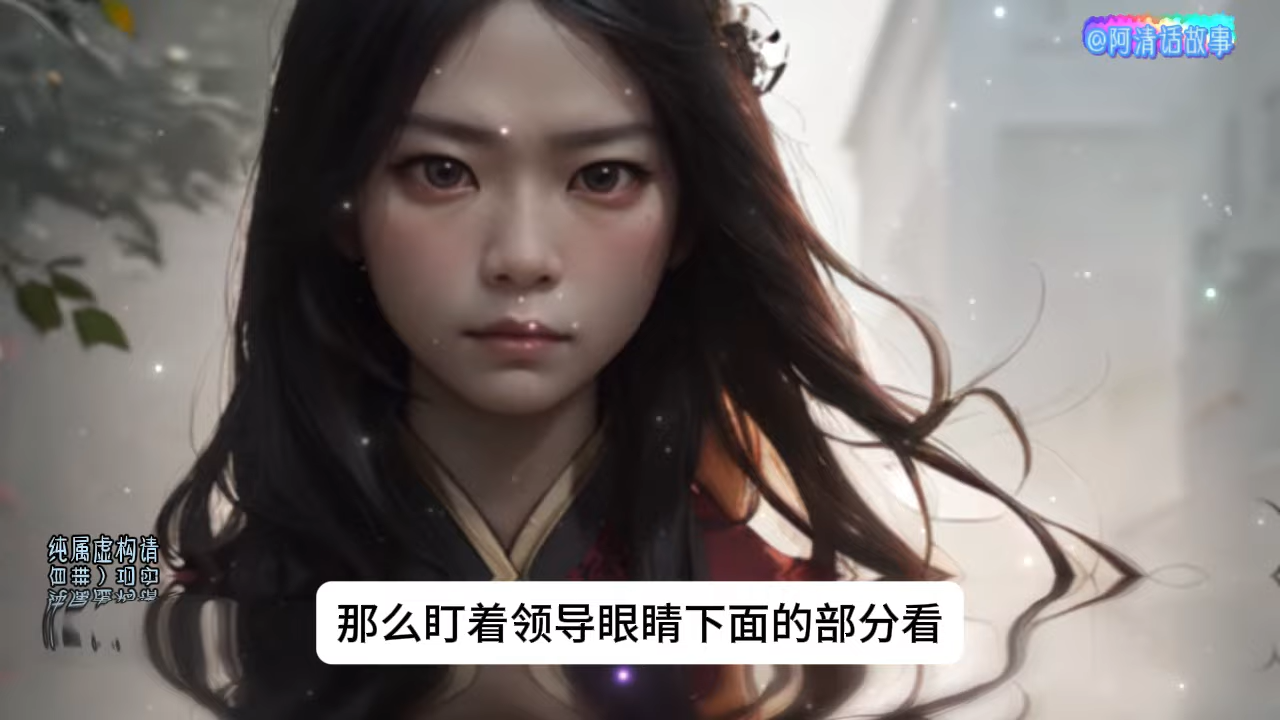 @阿清话故事
纯属虚构请
那么盯着领导眼睛下面的部分看